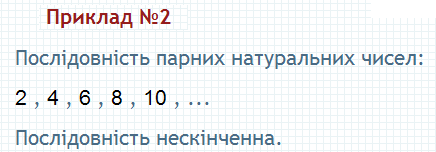 Приклад №2
Послідовність парних натуральних чисел:
2 , 4 , 6 , 8 , 10 , ...
Послідовність нескінченна.